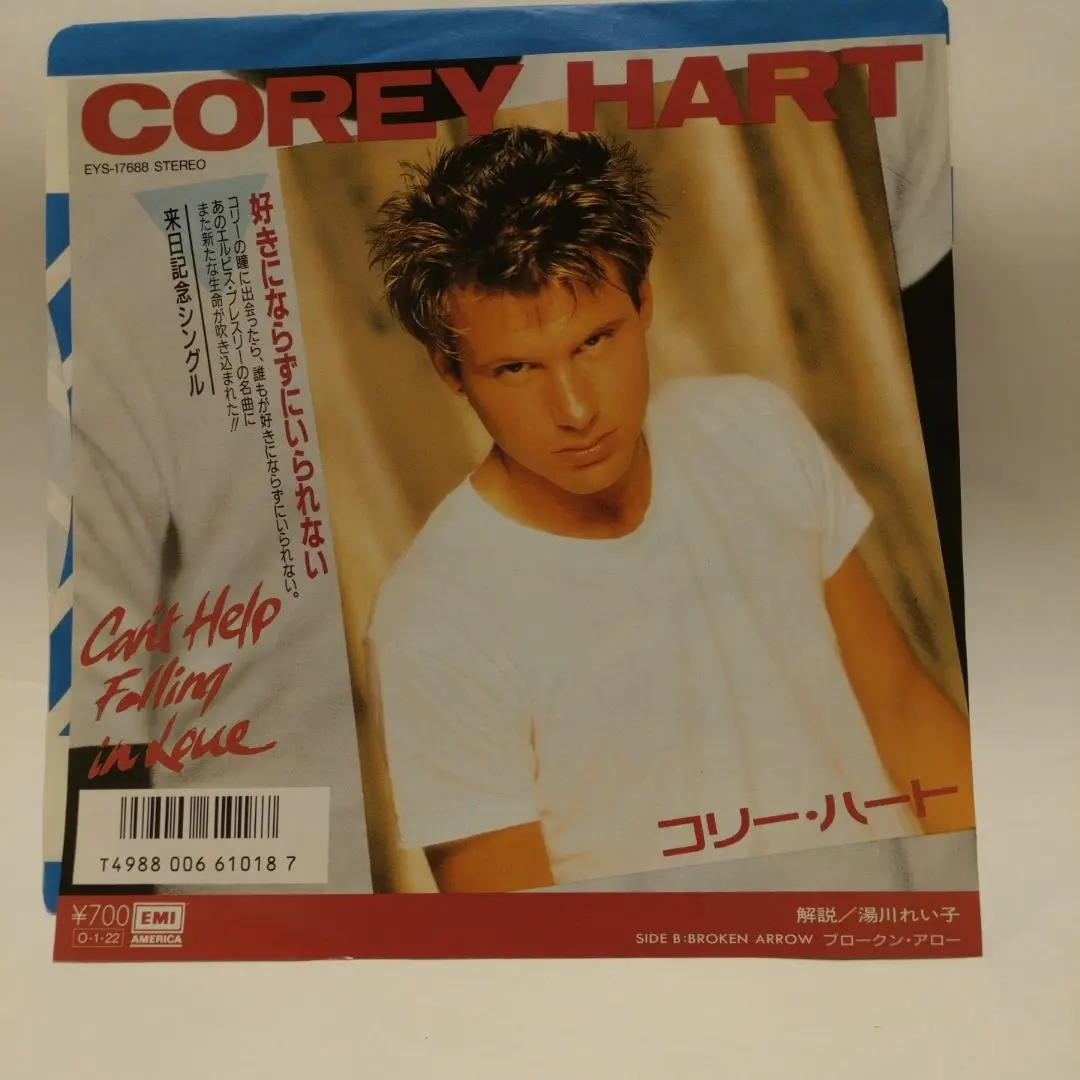 COREY HART
EYS-17688 STEREO
好きにならずにいられない
コリーの瞳に出会ったら、誰もが好きにならずにいられない。
あのエルビス・プレスリーの名曲に
また新たな生命が吹き込まれた!!
来日記念シングル
Can't Help
Falling
in Love
コリー・ハート
T4988 006 61018 7
¥700
O・1・22
EMI
AMERICA
解説/湯川れい子
SIDE B:BROKEN ARROW ブロークン・アロー